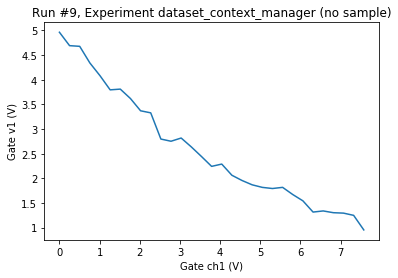 Run #9, Experiment dataset_context_manager (no sample)
5
4.5
4
3.5
3
2.5
2
1.5
1
Gate v1 (V)
0 1 2 3 4 5 6 7
Gate ch1 (V)